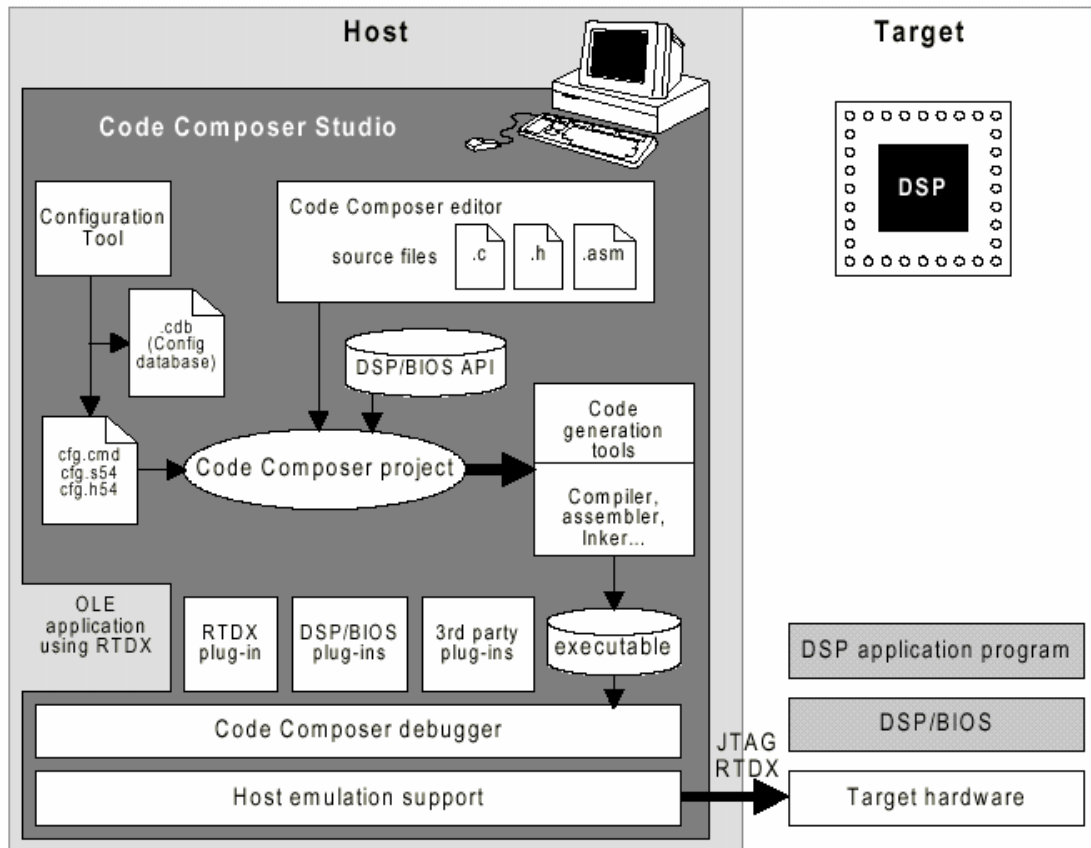 Host
Target
Code Composer Studio
DSP
Configuration
Tool
Code Composer editor
source files
.c
.h
.asm
.cdb
(Config
database)
DSP/BIOS API
cfg.cmd
cfg.s54
cfg.h54
Code Composer project
Code
generation
tools
Compiler,
assembler,
lnker...
OLE
application
using RTDX
RTDX
plug-in
DSP/BIOS
plug-ins
3rd party
plug-ins
executable
DSP application program
Code Composer debugger
DSP/BIOS
JTAG
RTDX
Host emulation support
Target hardware